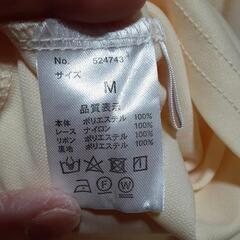 No. 524743
サイズ
M
品質表示
本体 ポリエステル 100%
レース ナイロン 100%
リボン ポリエステル 100%
裏地 ポリエステル 100%
F W